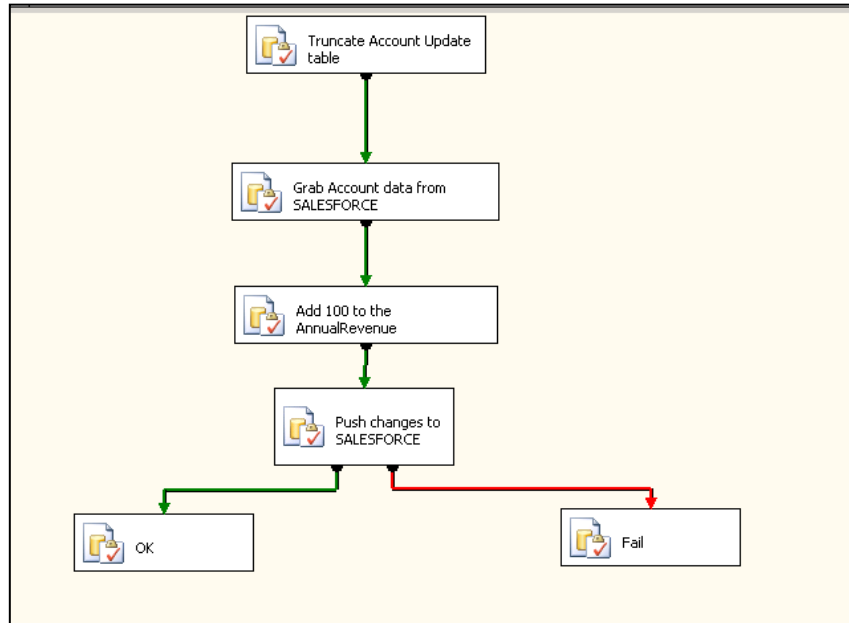 Truncate Account Update
table
Grab Account data from
SALESFORCE
Add 100 to the
AnnualRevenue
Push changes to
SALESFORCE
OK
Fail